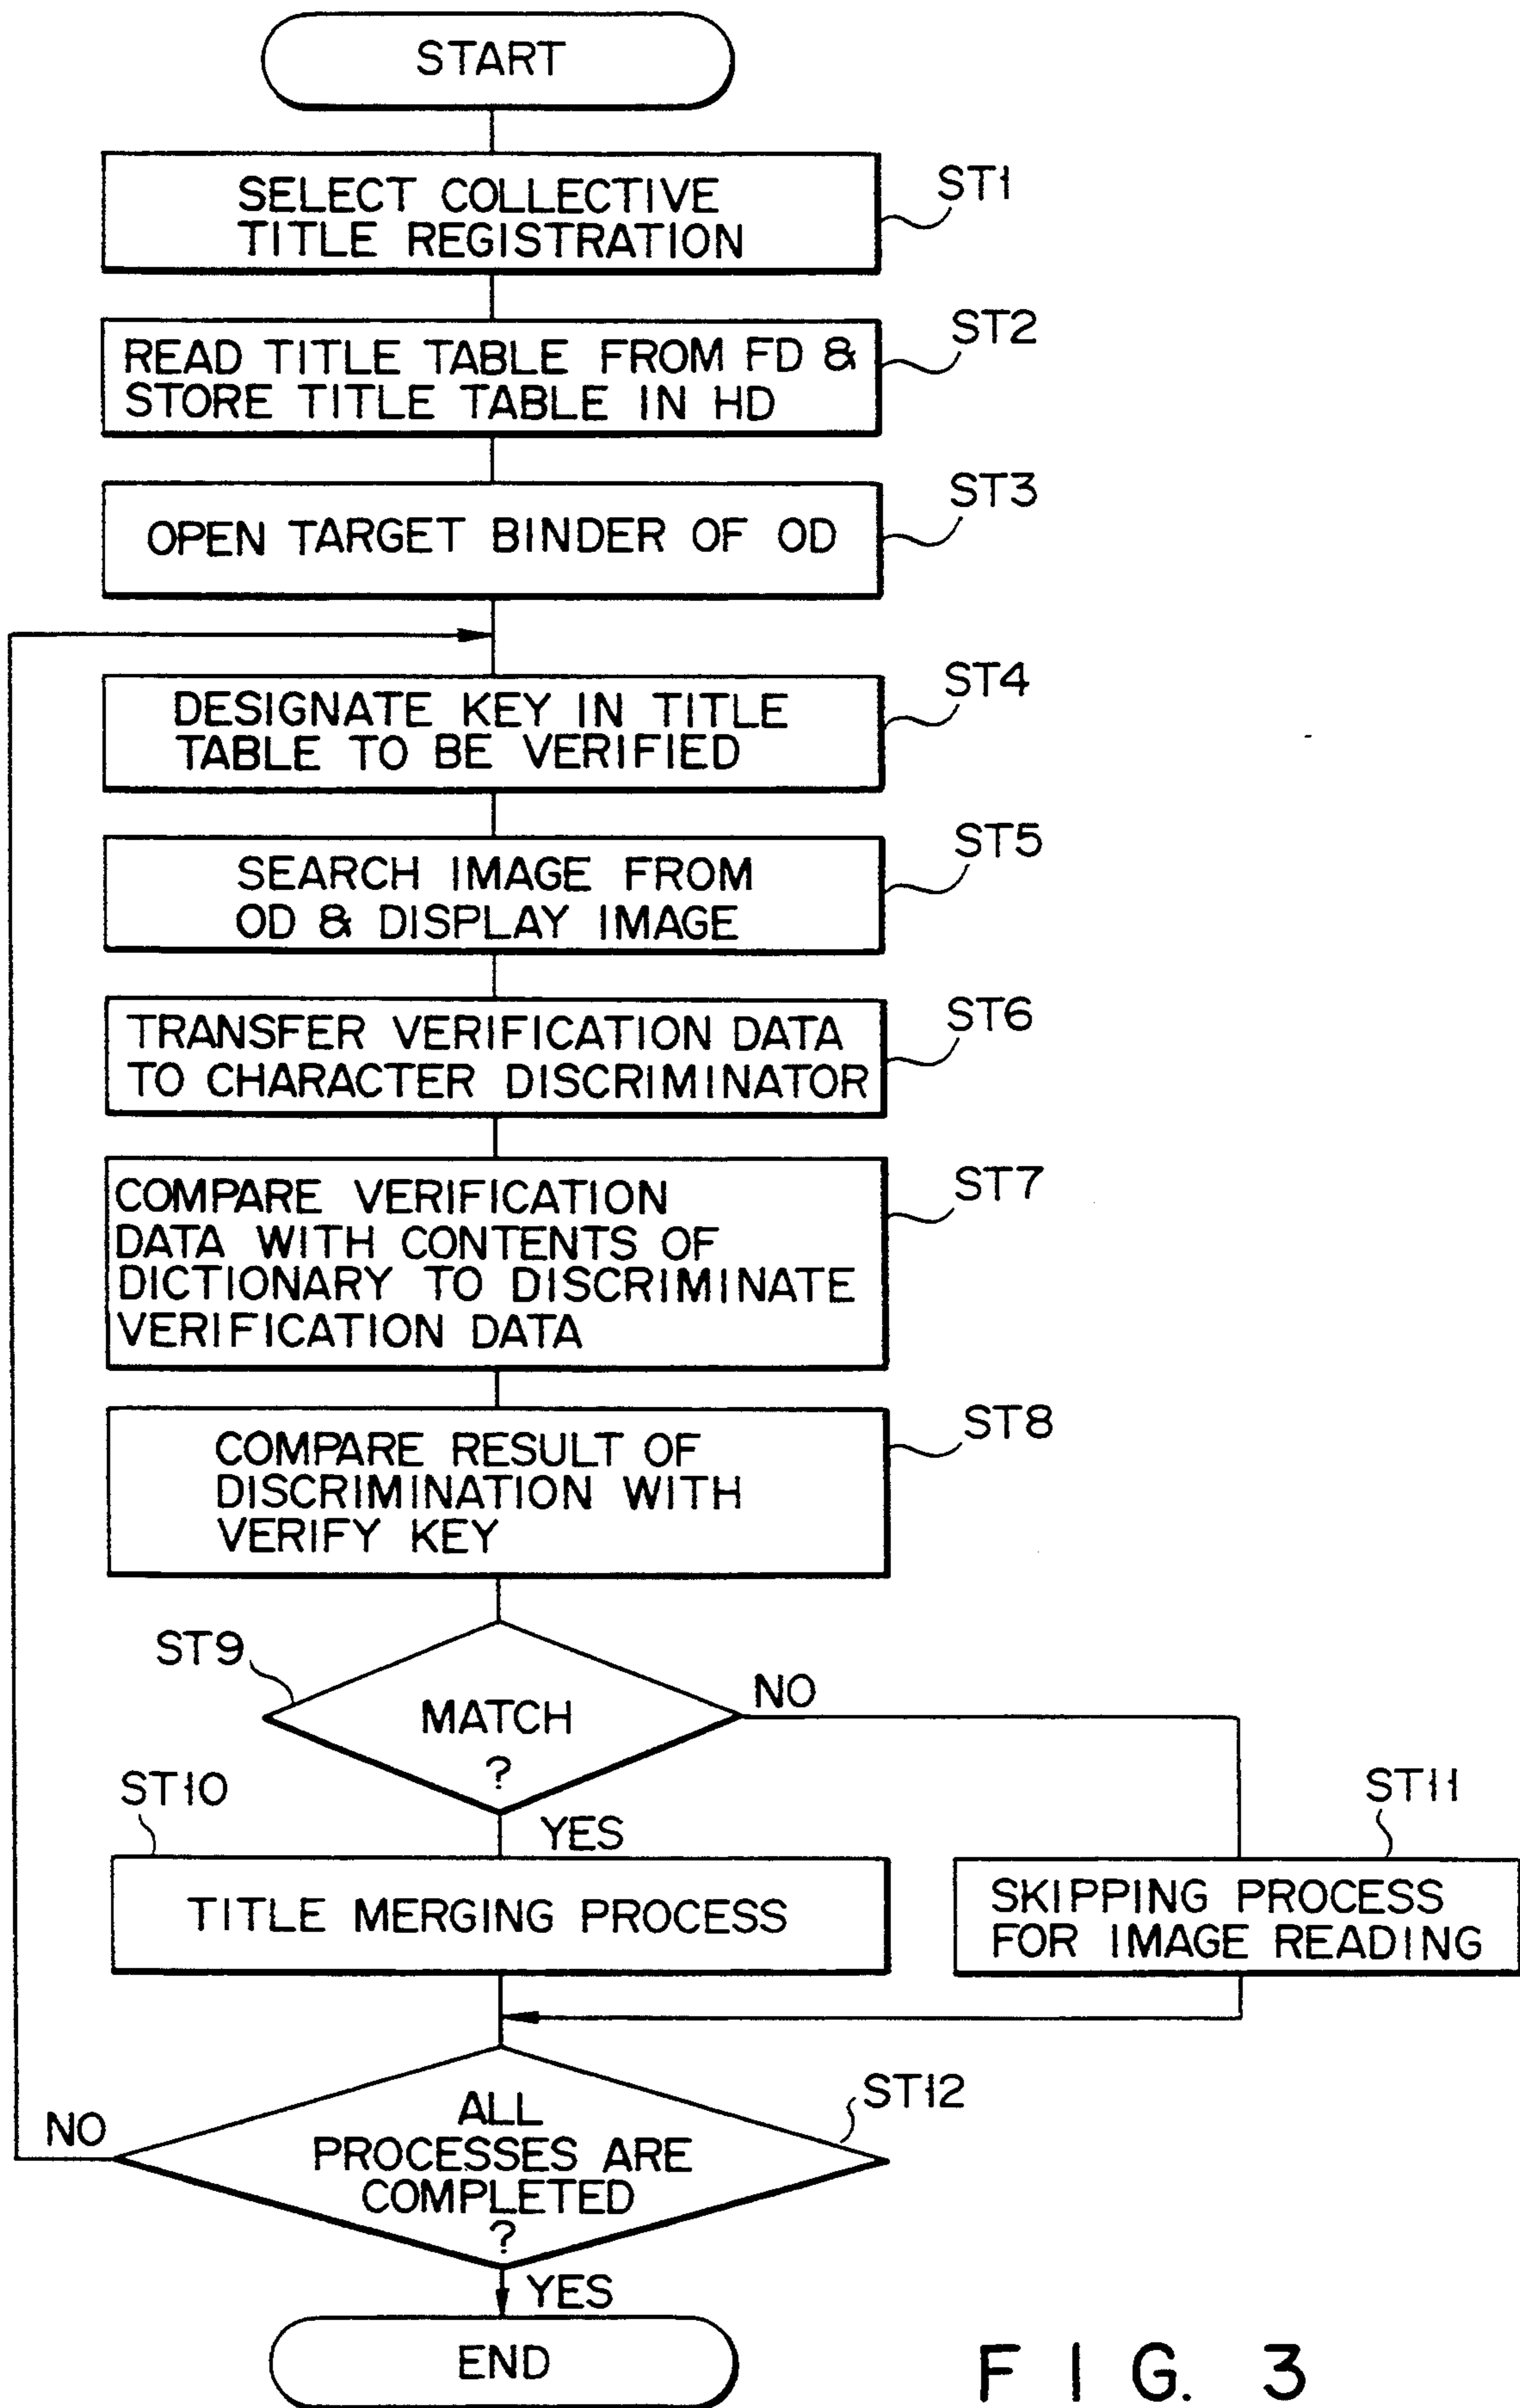 START
SELECT COLLECTIVE
TITLE REGISTRATION
ST1
READ TITLE TABLE FROM FD &
STORE TITLE TABLE IN HD
ST2
OPEN TARGET BINDER OF OD
ST3
DESIGNATE KEY IN TITLE
TABLE TO BE VERIFIED
ST4
SEARCH IMAGE FROM
OD & DISPLAY IMAGE
ST5
TRANSFER VERIFICATION DATA
TO CHARACTER DISCRIMINATOR
ST6
COMPARE VERIFICATION
DATA WITH CONTENTS OF
DICTIONARY TO DISCRIMINATE
VERIFICATION DATA
ST7
COMPARE RESULT OF
DISCRIMINATION WITH
VERIFY KEY
ST8
ST9
MATCH
?
NO
YES
ST10
TITLE MERGING PROCESS
ST11
SKIPPING PROCESS
FOR IMAGE READING
ST12
ALL
PROCESSES ARE
COMPLETED
?
NO
YES
END
FIG. 3